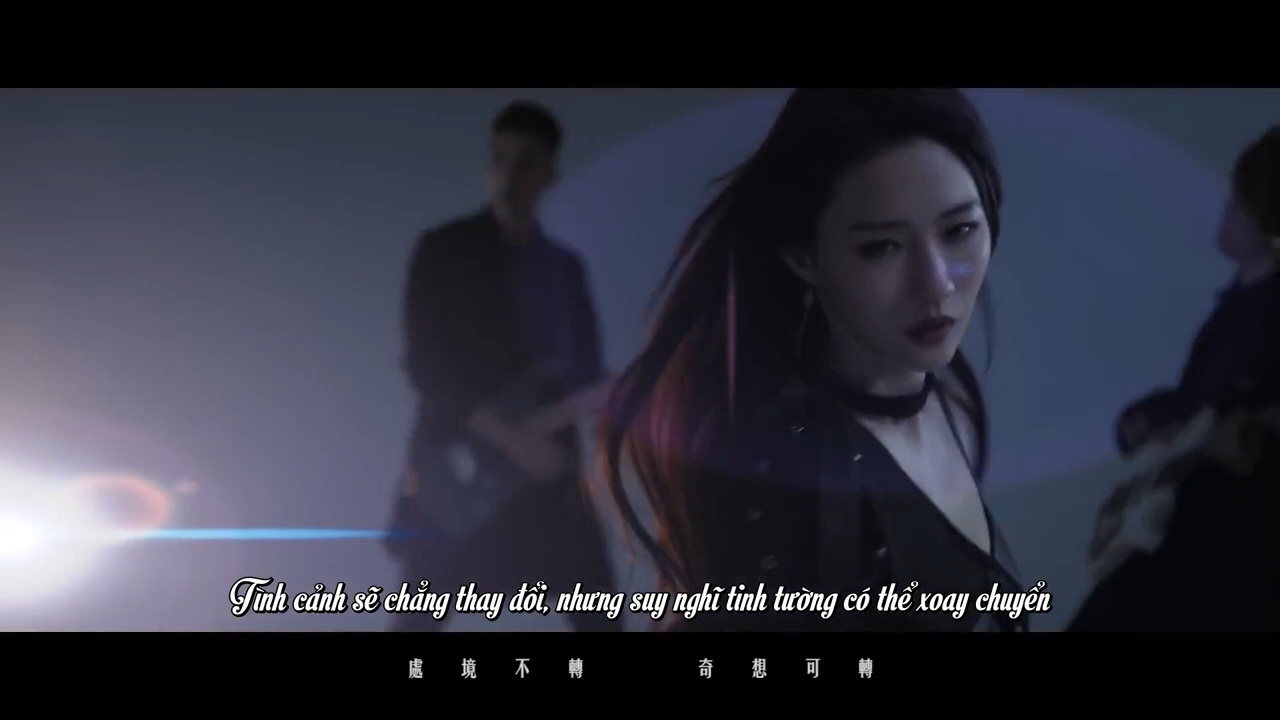 Tình cảnh sẽ chẳng thay đổi, nhưng suy nghĩ tinh tường có thể xoay chuyển
處境不轉 奇想可轉